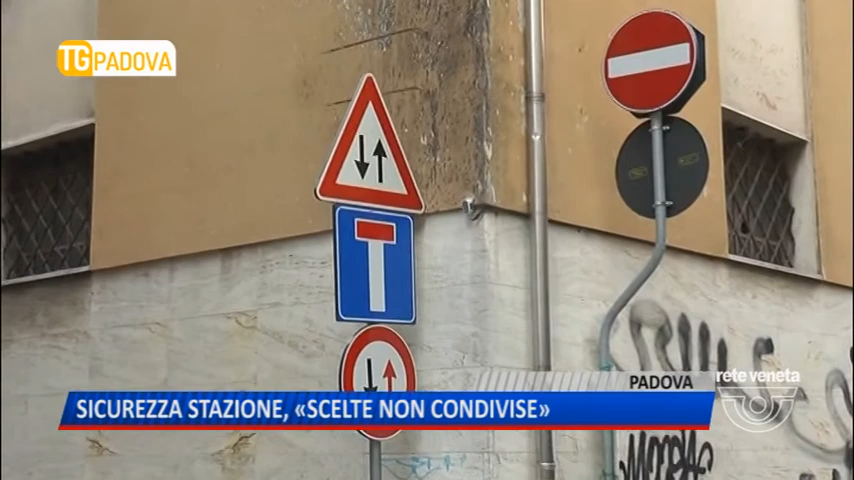 TGPADOVA
PADOVA
rete veneta
SICUREZZA STAZIONE, «SCELTE NON CONDIVISE»